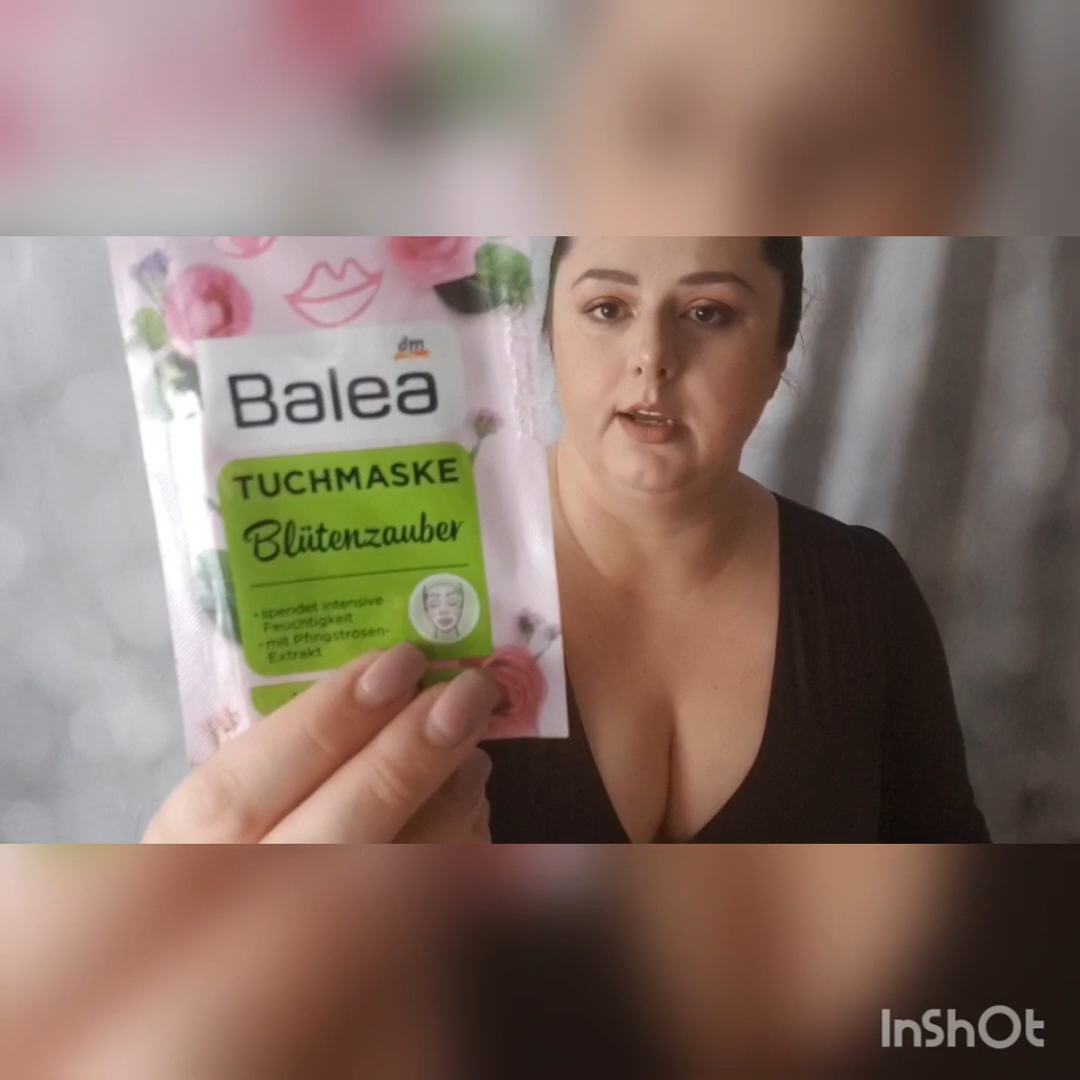 dm
Balea
TUCHMASKE
Blütenzauber
• spendet intensive
Feuchtigkeit
• mit Pfingstrosen-
Extrakt
InShOt